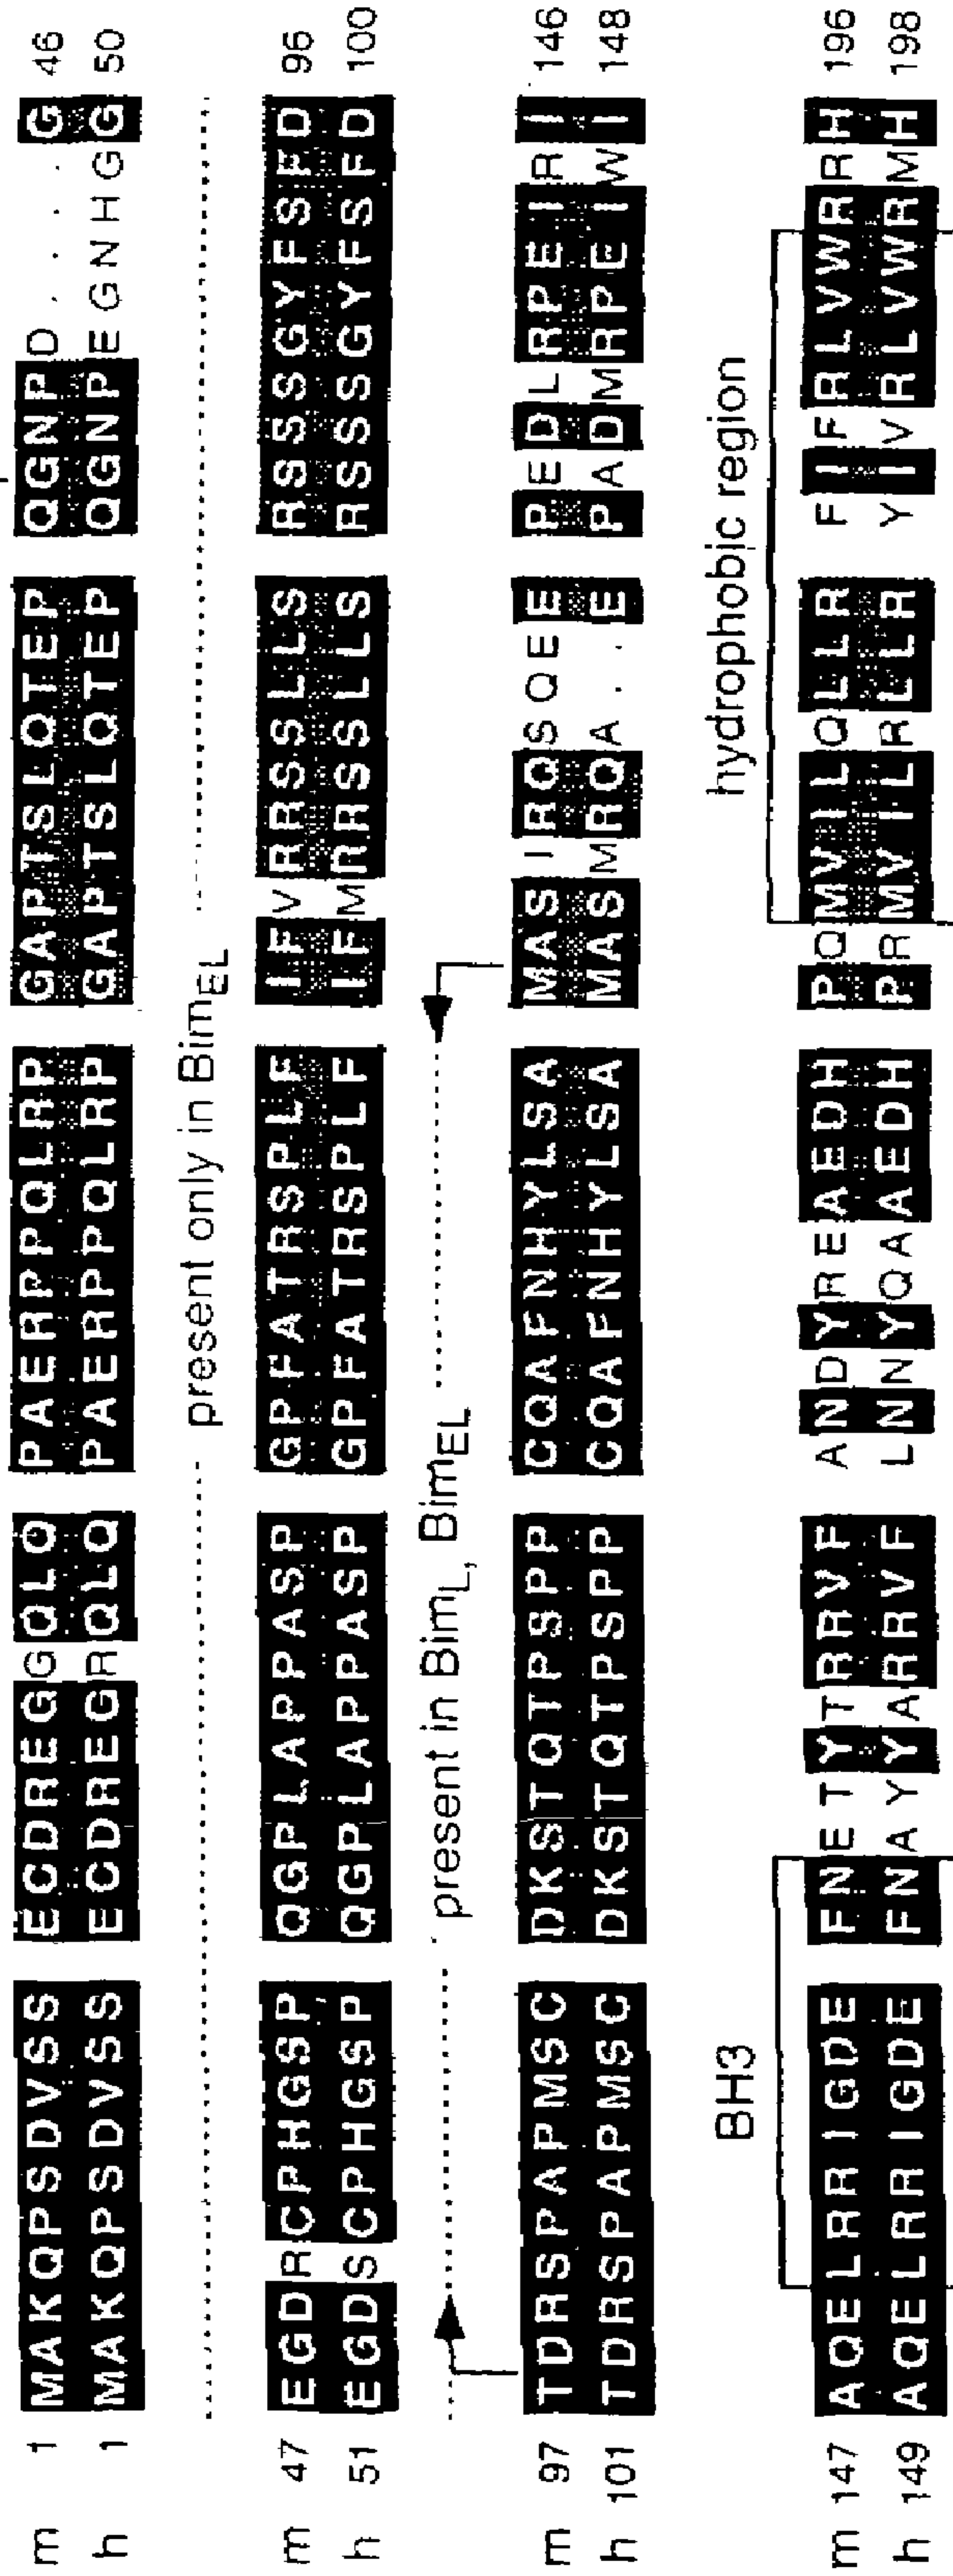 m 1 MAKQPSDVSS ECDREGGQLQ PAERPPQLRP GAPTSLQTEP QGNPD....G 46
h 1 MAKQPSDVSS ECDREGRQLQ PAERPPQLRP GAPTSLQTEP QGNPEGNHGG 50
present only in BimEL
m 47 EGDRCPHGSP QGPLAPPASP GPFATRSPLF IFVRRSSLLS RSSSGYFSFD 96
h 51 EGDSCPHGSP QGPLAPPASP GPFATRSPLF IFMRRSSLLS RSSSGYFSFD 100
present in BimL, BimEL
m 97 TDRSPAPMSC DKSTQTPSPP CQAFNHYLSA MASIRQSQEE PEDLRPEIRI 146
h 101 TDRSPAPMSC DKSTQTPSPP CQAFNHYLSA MASMRQA..E PADMRPEIWI 148
BH3 hydrophobic region
m 147 AQELRRIGDE FNETYTRRVF ANDYREAEDH PQMVILQLLR FIFRLVWRRH 196
h 149 AQELRRIGDE FNAYYARRVF LNNYQAAEDH PRMVILRLLR YIVRLVWRMH 198